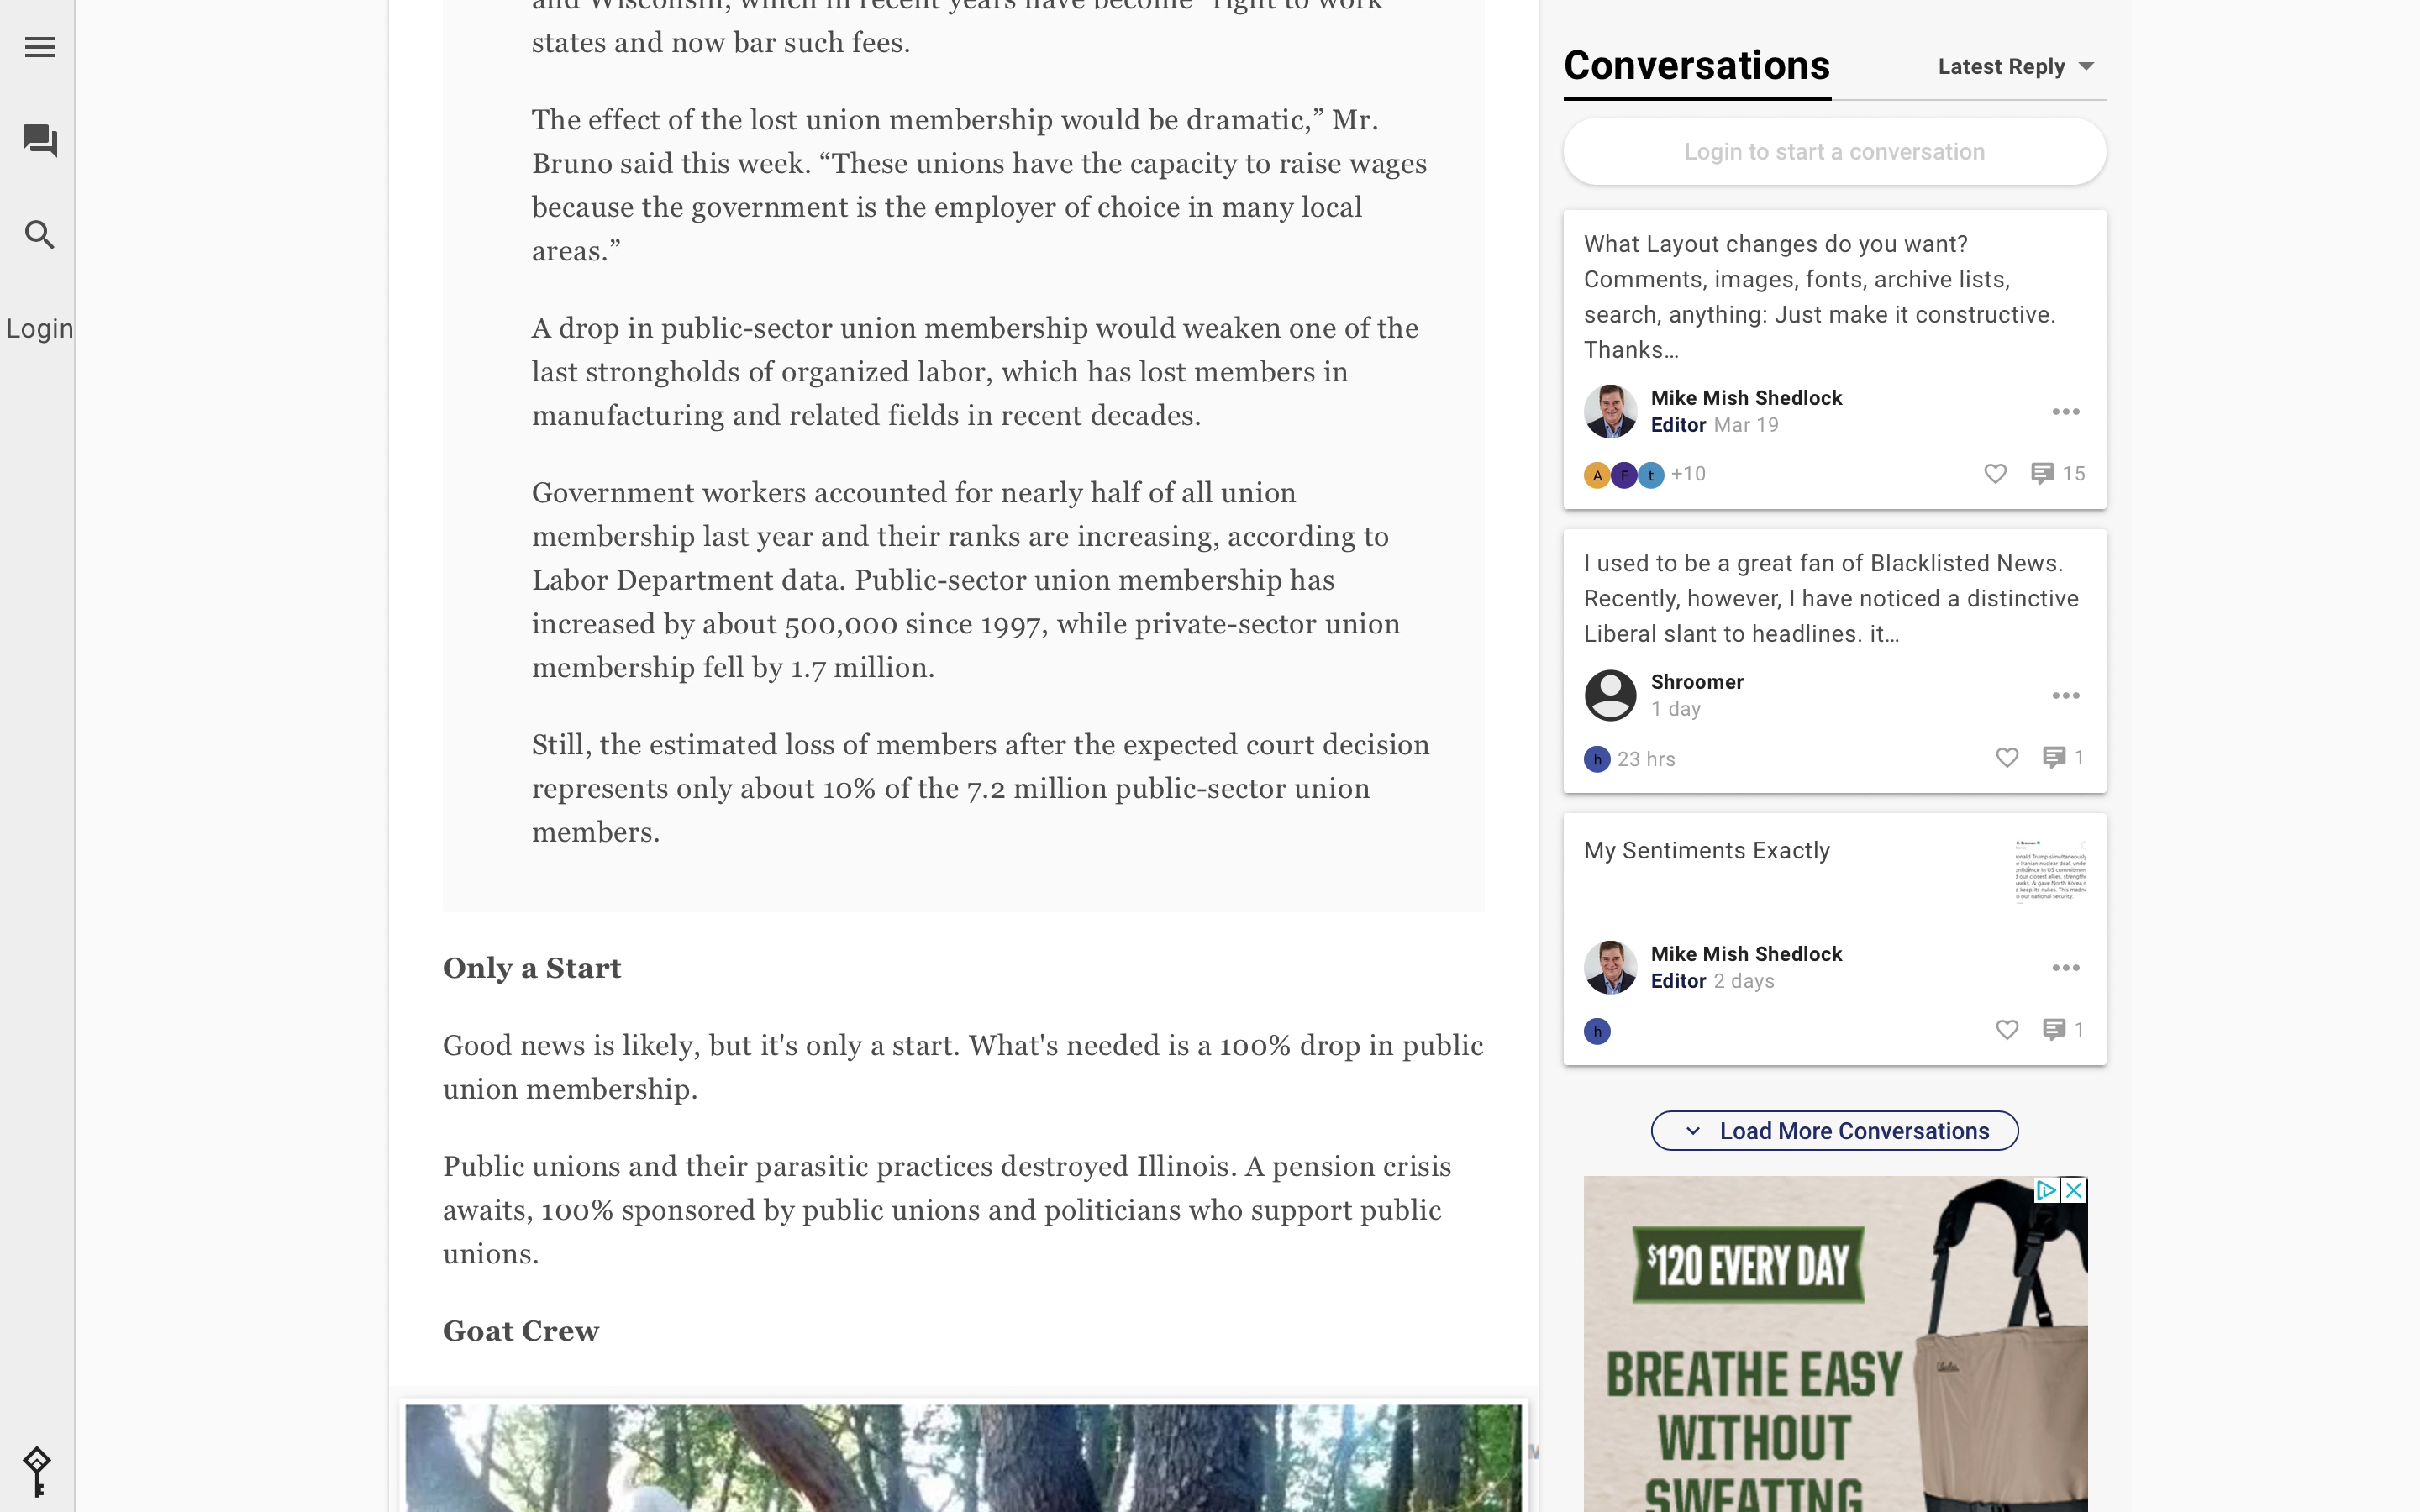 Login
and Wisconsin, which in recent years have become "right to work"
states and now bar such fees.
The effect of the lost union membership would be dramatic,” Mr.
Bruno said this week. “These unions have the capacity to raise wages
because the government is the employer of choice in many local
areas.”
A drop in public-sector union membership would weaken one of the
last strongholds of organized labor, which has lost members in
manufacturing and related fields in recent decades.
Government workers accounted for nearly half of all union
membership last year and their ranks are increasing, according to
Labor Department data. Public-sector union membership has
increased by about 500,000 since 1997, while private-sector union
membership fell by 1.7 million.
Still, the estimated loss of members after the expected court decision
represents only about 10% of the 7.2 million public-sector union
members.
Only a Start
Good news is likely, but it's only a start. What's needed is a 100% drop in public
union membership.
Public unions and their parasitic practices destroyed Illinois. A pension crisis
awaits, 100% sponsored by public unions and politicians who support public
unions.
Goat Crew
Conversations
Latest Reply
Login to start a conversation
What Layout changes do you want?
Comments, images, fonts, archive lists,
search, anything: Just make it constructive.
Thanks…
Mike Mish Shedlock
Editor Mar 19
A F t +10
15
I used to be a great fan of Blacklisted News.
Recently, however, I have noticed a distinctive
Liberal slant to headlines. it…
Shroomer
1 day
h 23 hrs
1
My Sentiments Exactly
Mike Mish Shedlock
Editor 2 days
h
1
Load More Conversations
$120 EVERY DAY
BREATHE EASY
WITHOUT
SWEATING